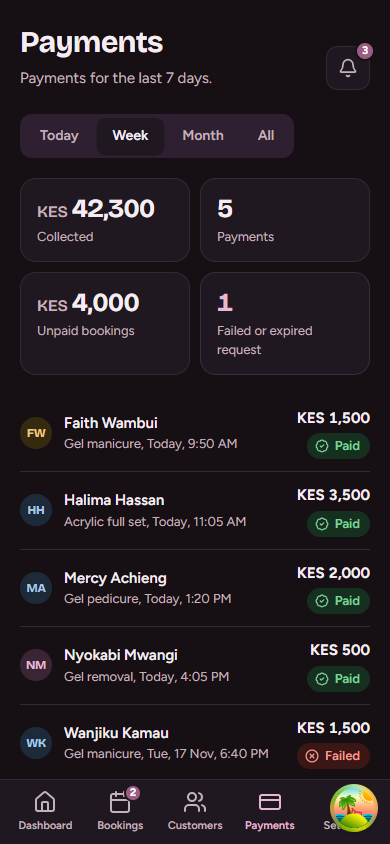 Payments
Payments for the last 7 days.
3
Today Week Month All
KES 42,300
Collected
5
Payments
KES 4,000
Unpaid bookings
1
Failed or expired
request
FW
Faith Wambui
Gel manicure, Today, 9:50 AM
KES 1,500
Paid
HH
Halima Hassan
Acrylic full set, Today, 11:05 AM
KES 3,500
Paid
MA
Mercy Achieng
Gel pedicure, Today, 1:20 PM
KES 2,000
Paid
NM
Nyokabi Mwangi
Gel removal, Today, 4:05 PM
KES 500
Paid
WK
Wanjiku Kamau
Gel manicure, Tue, 17 Nov, 6:40 PM
KES 1,500
Failed
2
Dashboard Bookings Customers Payments